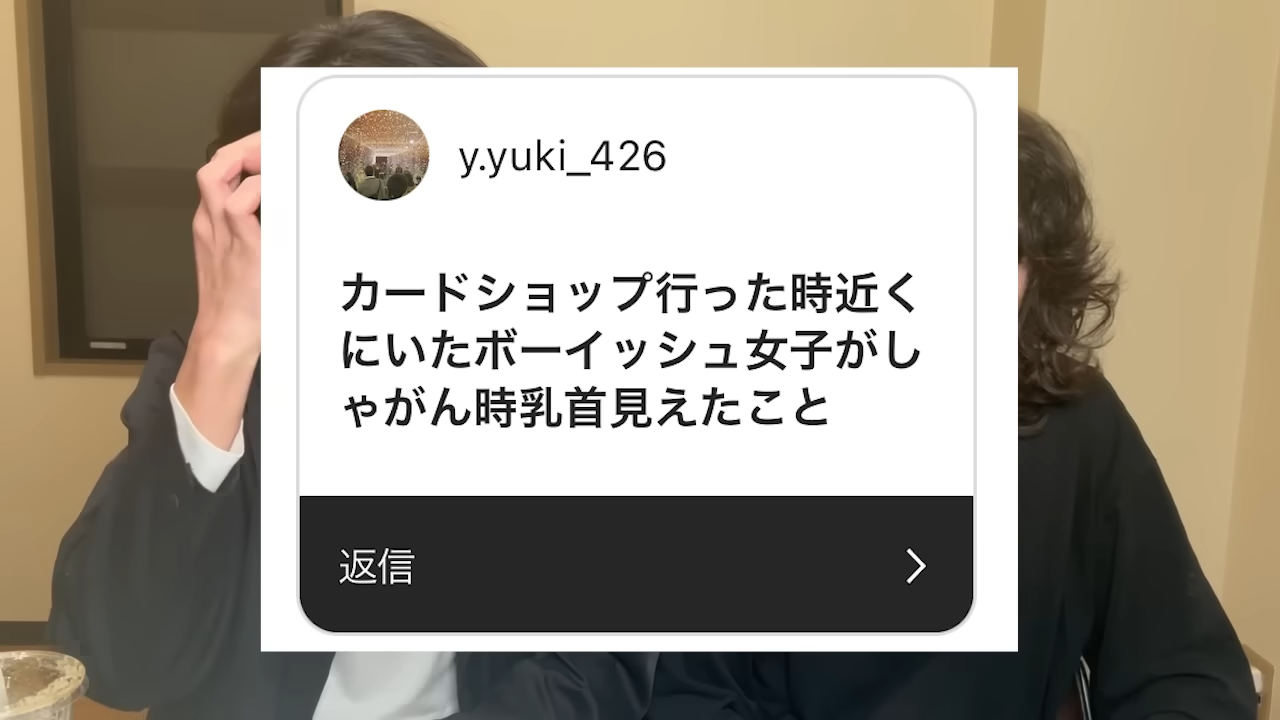 y.yuki_426
カードショップ行った時近く
にいたボーイッシュ女子がし
ゃがん時乳首見えたこと
返信